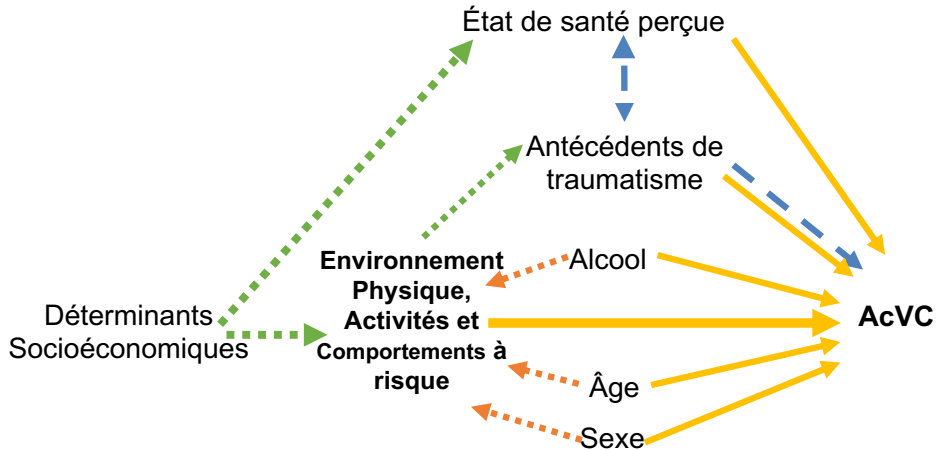 État de santé perçue
Antécédents de
traumatisme
Environnement
Physique,
Activités et
Comportements à
risque
Alcool
Déterminants
Socioéconomiques
AcVC
Âge
Sexe